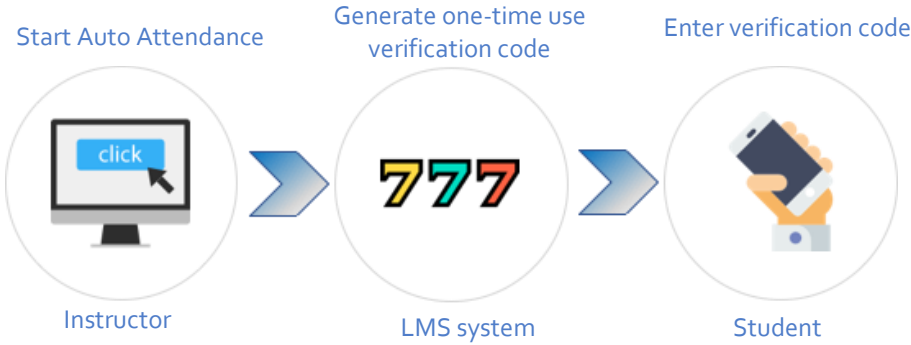 Start Auto Attendance
Generate one-time use
verification code
Enter verification code
click
777
Instructor
LMS system
Student